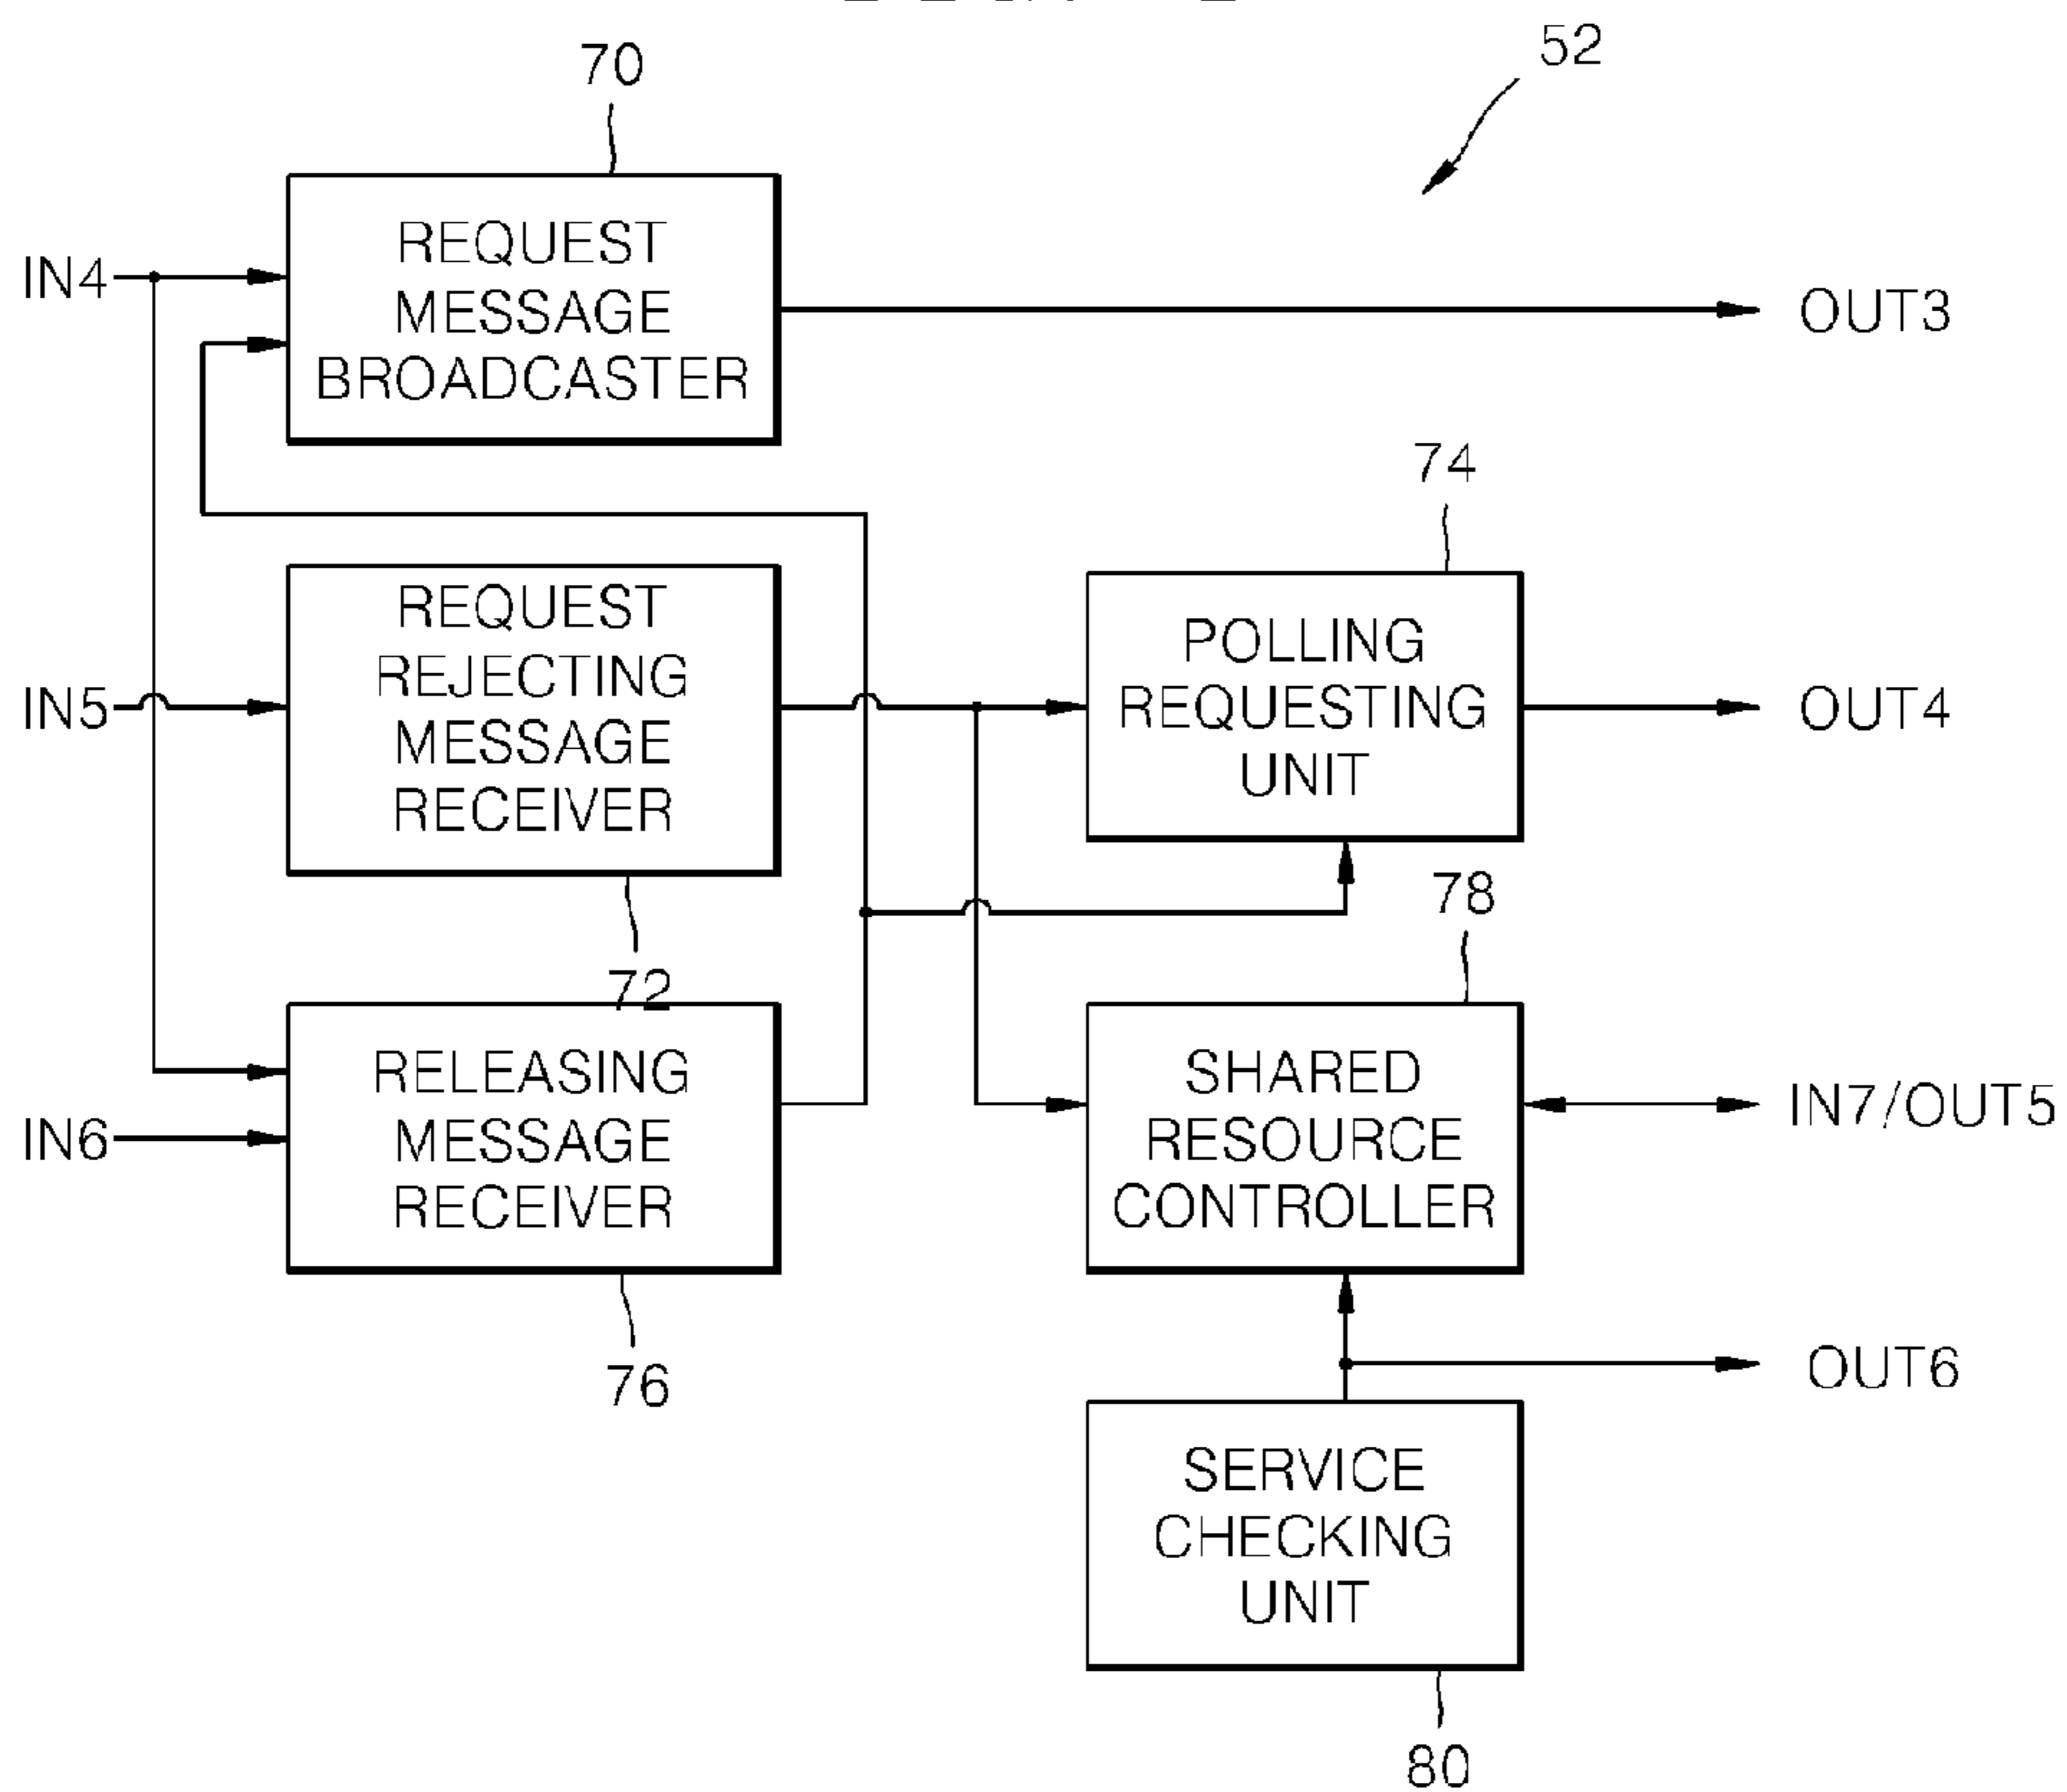 52
70
REQUEST
MESSAGE
BROADCASTER
IN4
OUT3
74
REQUEST
REJECTING
MESSAGE
RECEIVER
IN5
POLLING
REQUESTING
UNIT
OUT4
72
78
RELEASING
MESSAGE
RECEIVER
IN6
SHARED
RESOURCE
CONTROLLER
IN7/OUT5
76
OUT6
SERVICE
CHECKING
UNIT
80